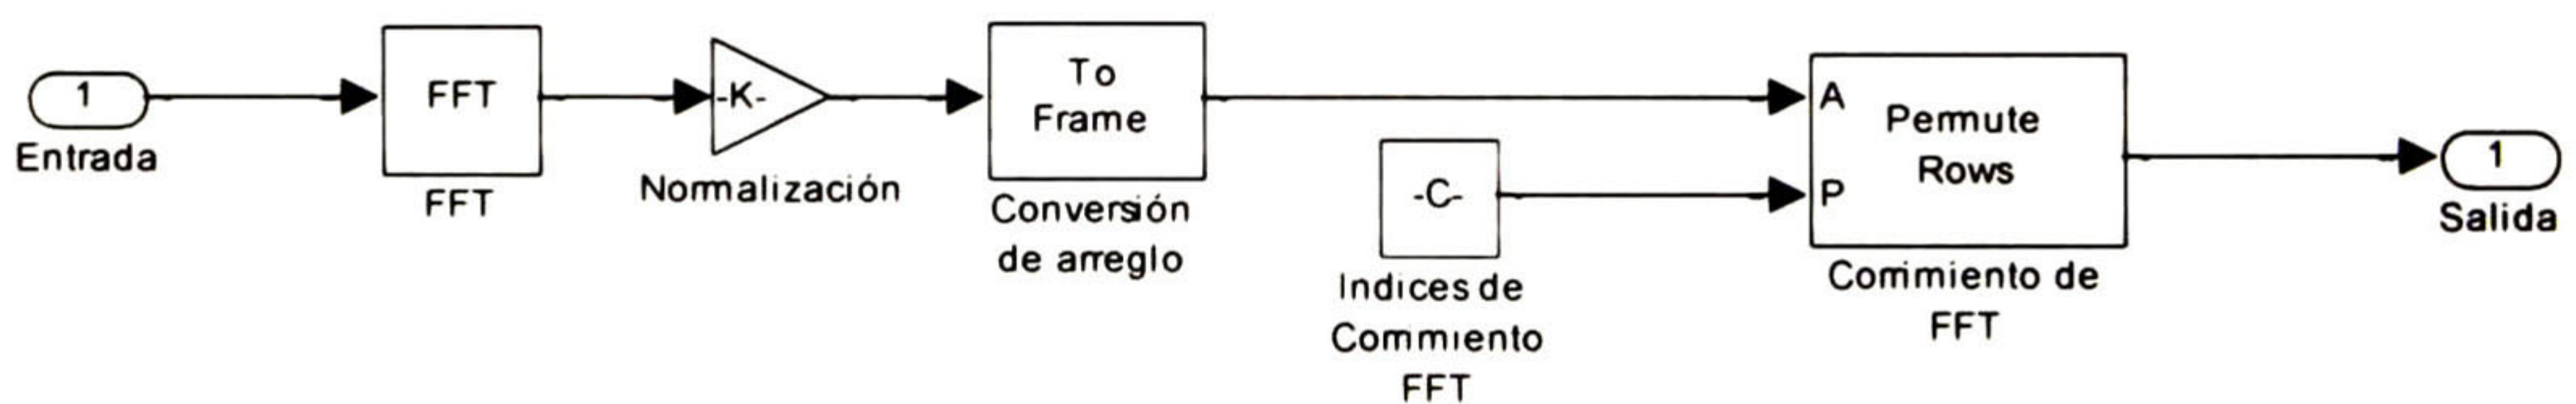 1
Entrada
FFT
FFT
-K-
Normalización
To
Frame
Conversión
de arreglo
-C-
Indices de
Corrimiento
FFT
A
P
Permute
Rows
Corrimiento de
FFT
1
Salida